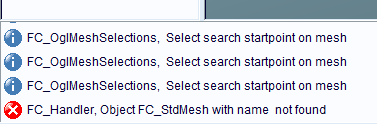 FC_OglMeshSelections, Select search startpoint on mesh
FC_OglMeshSelections, Select search startpoint on mesh
FC_OglMeshSelections, Select search startpoint on mesh
FC_Handler, Object FC_StdMesh with name not found